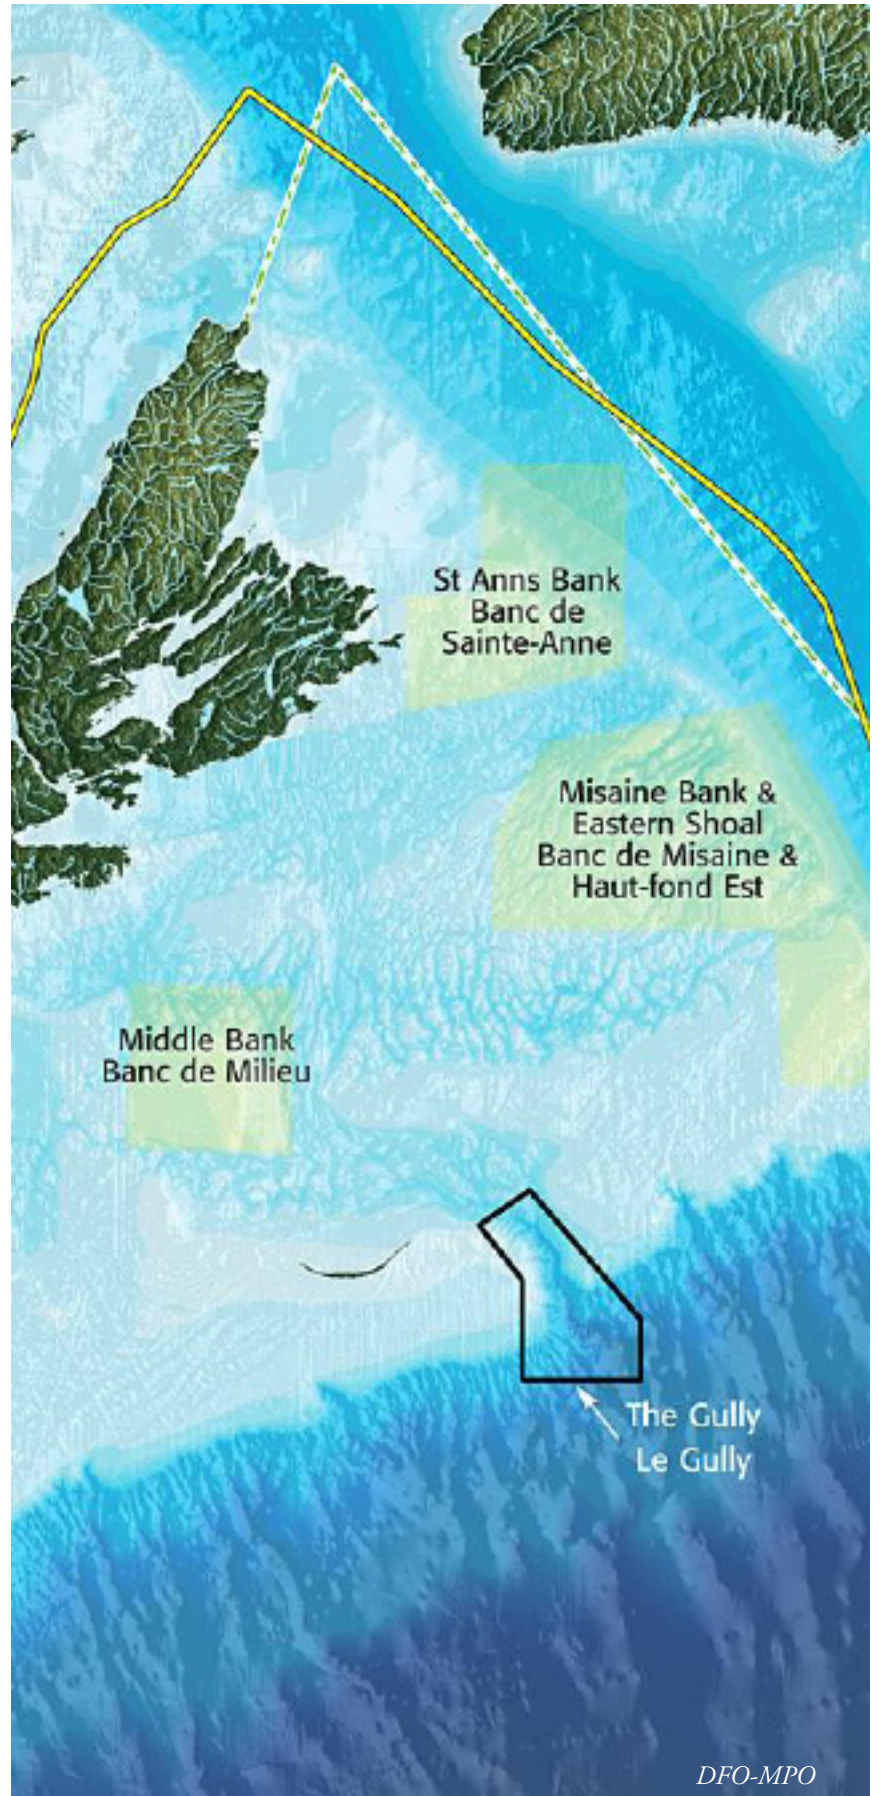 St Anns Bank
Banc de
Sainte-Anne
Misaine Bank &
Eastern Shoal
Banc de Misaine &
Haut-fond Est
Middle Bank
Banc de Milieu
The Gully
Le Gully
DFO-MPO